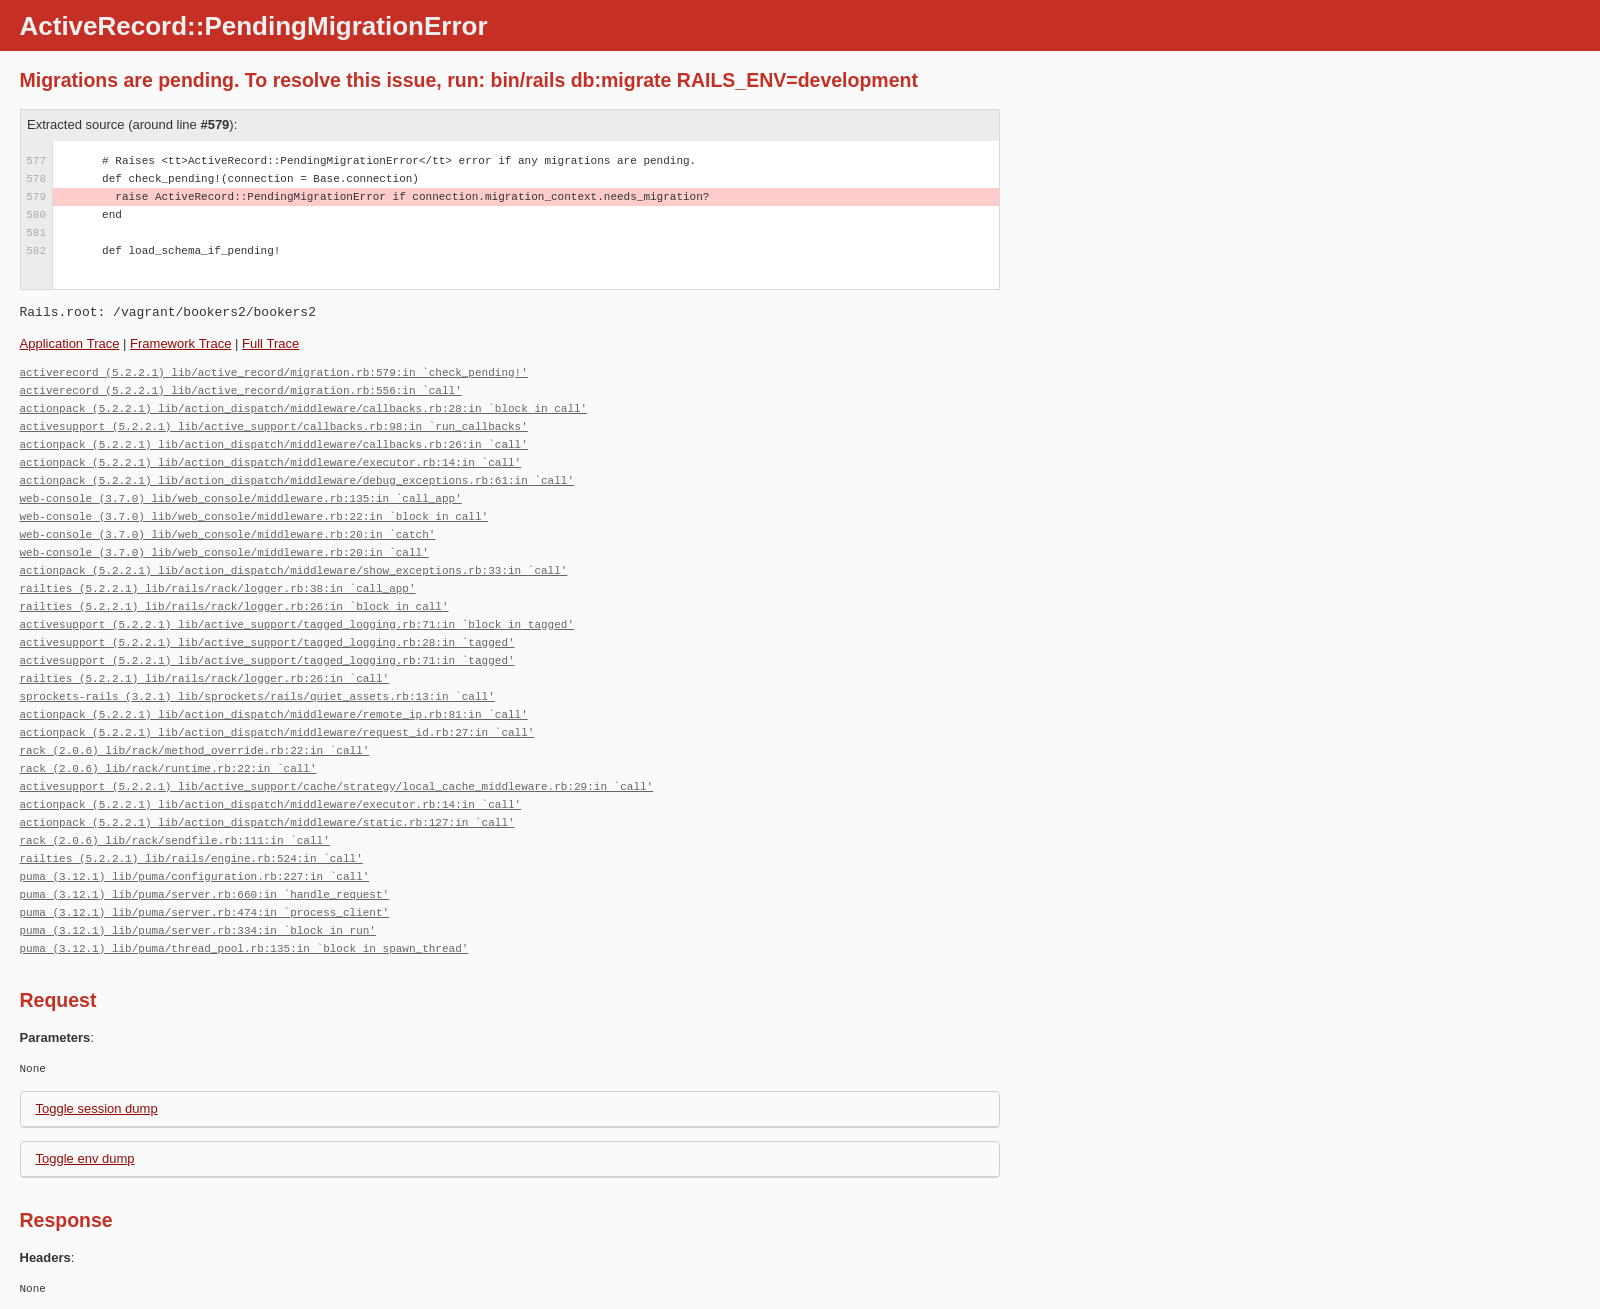 ActiveRecord::PendingMigrationError
Migrations are pending. To resolve this issue, run: bin/rails db:migrate RAILS_ENV=development
Extracted source (around line #579):
577 # Raises <tt>ActiveRecord::PendingMigrationError</tt> error if any migrations are pending.
578 def check_pending!(connection = Base.connection)
579 raise ActiveRecord::PendingMigrationError if connection.migration_context.needs_migration?
580 end
581
582 def load_schema_if_pending!
Rails.root: /vagrant/bookers2/bookers2
Application Trace | Framework Trace | Full Trace
activerecord (5.2.2.1) lib/active_record/migration.rb:579:in `check_pending!'
activerecord (5.2.2.1) lib/active_record/migration.rb:556:in `call'
actionpack (5.2.2.1) lib/action_dispatch/middleware/callbacks.rb:28:in `block in call'
activesupport (5.2.2.1) lib/active_support/callbacks.rb:98:in `run_callbacks'
actionpack (5.2.2.1) lib/action_dispatch/middleware/callbacks.rb:26:in `call'
actionpack (5.2.2.1) lib/action_dispatch/middleware/executor.rb:14:in `call'
actionpack (5.2.2.1) lib/action_dispatch/middleware/debug_exceptions.rb:61:in `call'
web-console (3.7.0) lib/web_console/middleware.rb:135:in `call_app'
web-console (3.7.0) lib/web_console/middleware.rb:22:in `block in call'
web-console (3.7.0) lib/web_console/middleware.rb:20:in `catch'
web-console (3.7.0) lib/web_console/middleware.rb:20:in `call'
actionpack (5.2.2.1) lib/action_dispatch/middleware/show_exceptions.rb:33:in `call'
railties (5.2.2.1) lib/rails/rack/logger.rb:38:in `call_app'
railties (5.2.2.1) lib/rails/rack/logger.rb:26:in `block in call'
activesupport (5.2.2.1) lib/active_support/tagged_logging.rb:71:in `block in tagged'
activesupport (5.2.2.1) lib/active_support/tagged_logging.rb:28:in `tagged'
activesupport (5.2.2.1) lib/active_support/tagged_logging.rb:71:in `tagged'
railties (5.2.2.1) lib/rails/rack/logger.rb:26:in `call'
sprockets-rails (3.2.1) lib/sprockets/rails/quiet_assets.rb:13:in `call'
actionpack (5.2.2.1) lib/action_dispatch/middleware/remote_ip.rb:81:in `call'
actionpack (5.2.2.1) lib/action_dispatch/middleware/request_id.rb:27:in `call'
rack (2.0.6) lib/rack/method_override.rb:22:in `call'
rack (2.0.6) lib/rack/runtime.rb:22:in `call'
activesupport (5.2.2.1) lib/active_support/cache/strategy/local_cache_middleware.rb:29:in `call'
actionpack (5.2.2.1) lib/action_dispatch/middleware/executor.rb:14:in `call'
actionpack (5.2.2.1) lib/action_dispatch/middleware/static.rb:127:in `call'
rack (2.0.6) lib/rack/sendfile.rb:111:in `call'
railties (5.2.2.1) lib/rails/engine.rb:524:in `call'
puma (3.12.1) lib/puma/configuration.rb:227:in `call'
puma (3.12.1) lib/puma/server.rb:660:in `handle_request'
puma (3.12.1) lib/puma/server.rb:474:in `process_client'
puma (3.12.1) lib/puma/server.rb:334:in `block in run'
puma (3.12.1) lib/puma/thread_pool.rb:135:in `block in spawn_thread'
Request
Parameters:
None
Toggle session dump
Toggle env dump
Response
Headers:
None